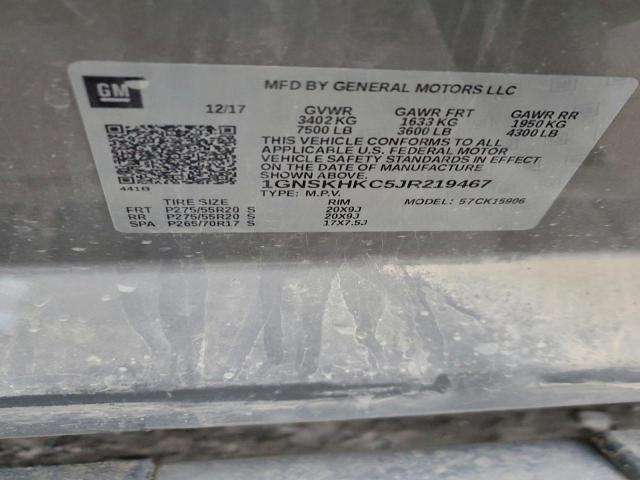 GM
MFD BY GENERAL MOTORS LLC
12/17 GVWR GAWR FRT GAWR RR
3402 KG 1633 KG 1950 KG
7500 LB 3600 LB 4300 LB
THIS VEHICLE CONFORMS TO ALL
APPLICABLE U.S. FEDERAL MOTOR
VEHICLE SAFETY STANDARDS IN EFFECT
ON THE DATE OF MANUFACTURE
SHOWN ABOVE.
1GNSKHKC5JR219467
TYPE: M.P.V. MODEL: 57CK15906
441B
TIRE SIZE RIM
FRT P275/55R20 S 20X9J
RR P275/55R20 S 20X9J
SPA P265/70R17 S 17X7.5J